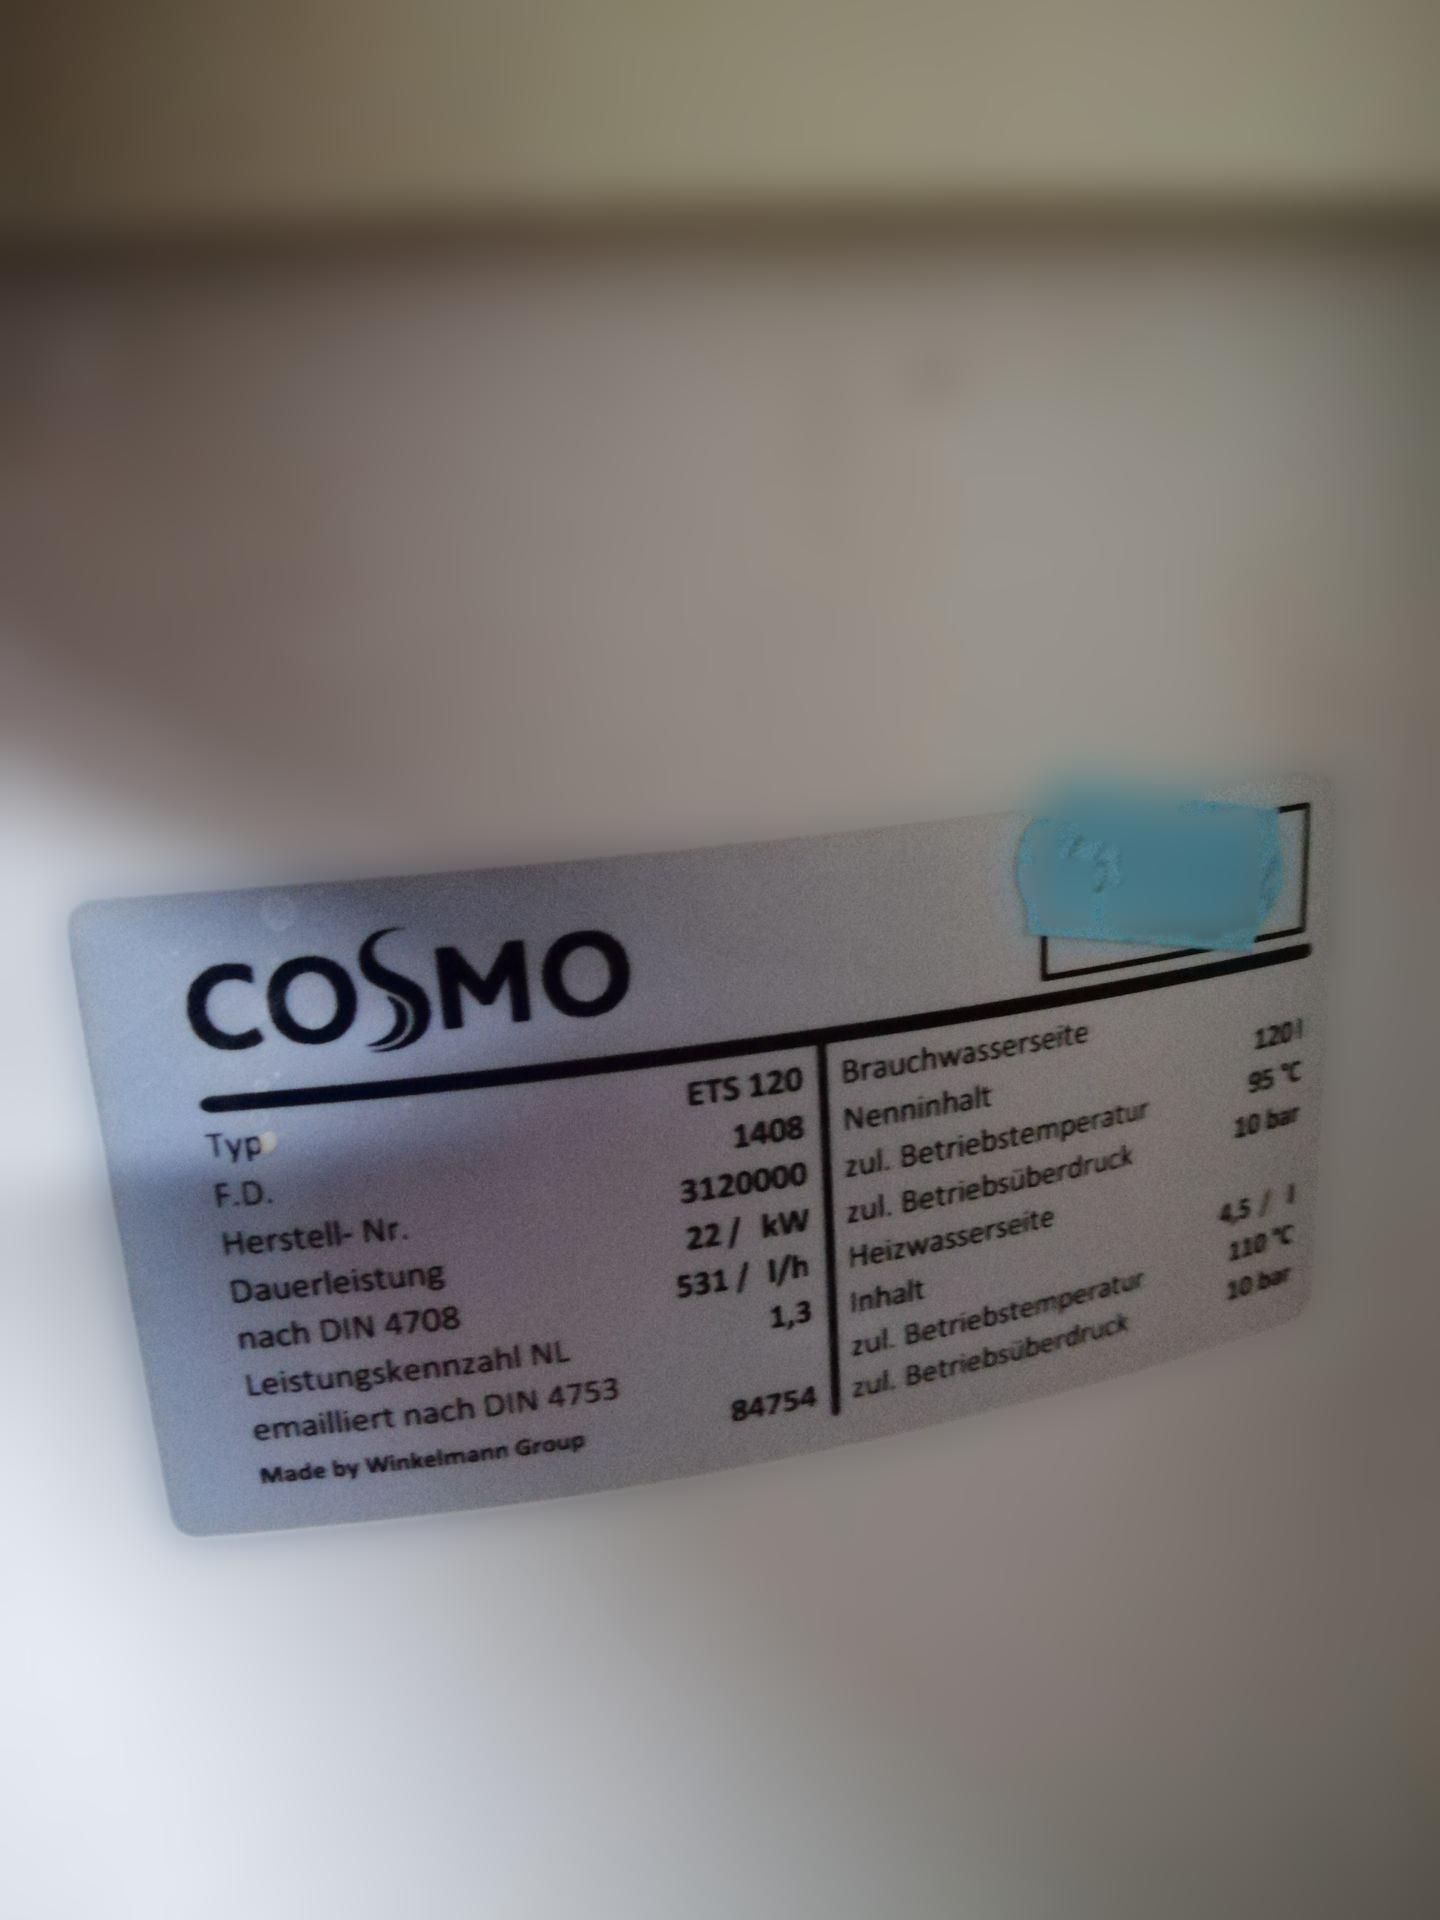 COSMO
Typ ETS 120
F.D. 1408
Herstell- Nr. 3120000
Dauerleistung 22 / kW
nach DIN 4708 531 / l/h
Leistungskennzahl NL 1,3
emailliert nach DIN 4753
Made by Winkelmann Group 84754
Brauchwasserseite
Nenninhalt 120 l
zul. Betriebstemperatur 95 °C
zul. Betriebsüberdruck 10 bar
Heizwasserseite
Inhalt 4,5 / l
zul. Betriebstemperatur 110 °C
zul. Betriebsüberdruck 10 bar